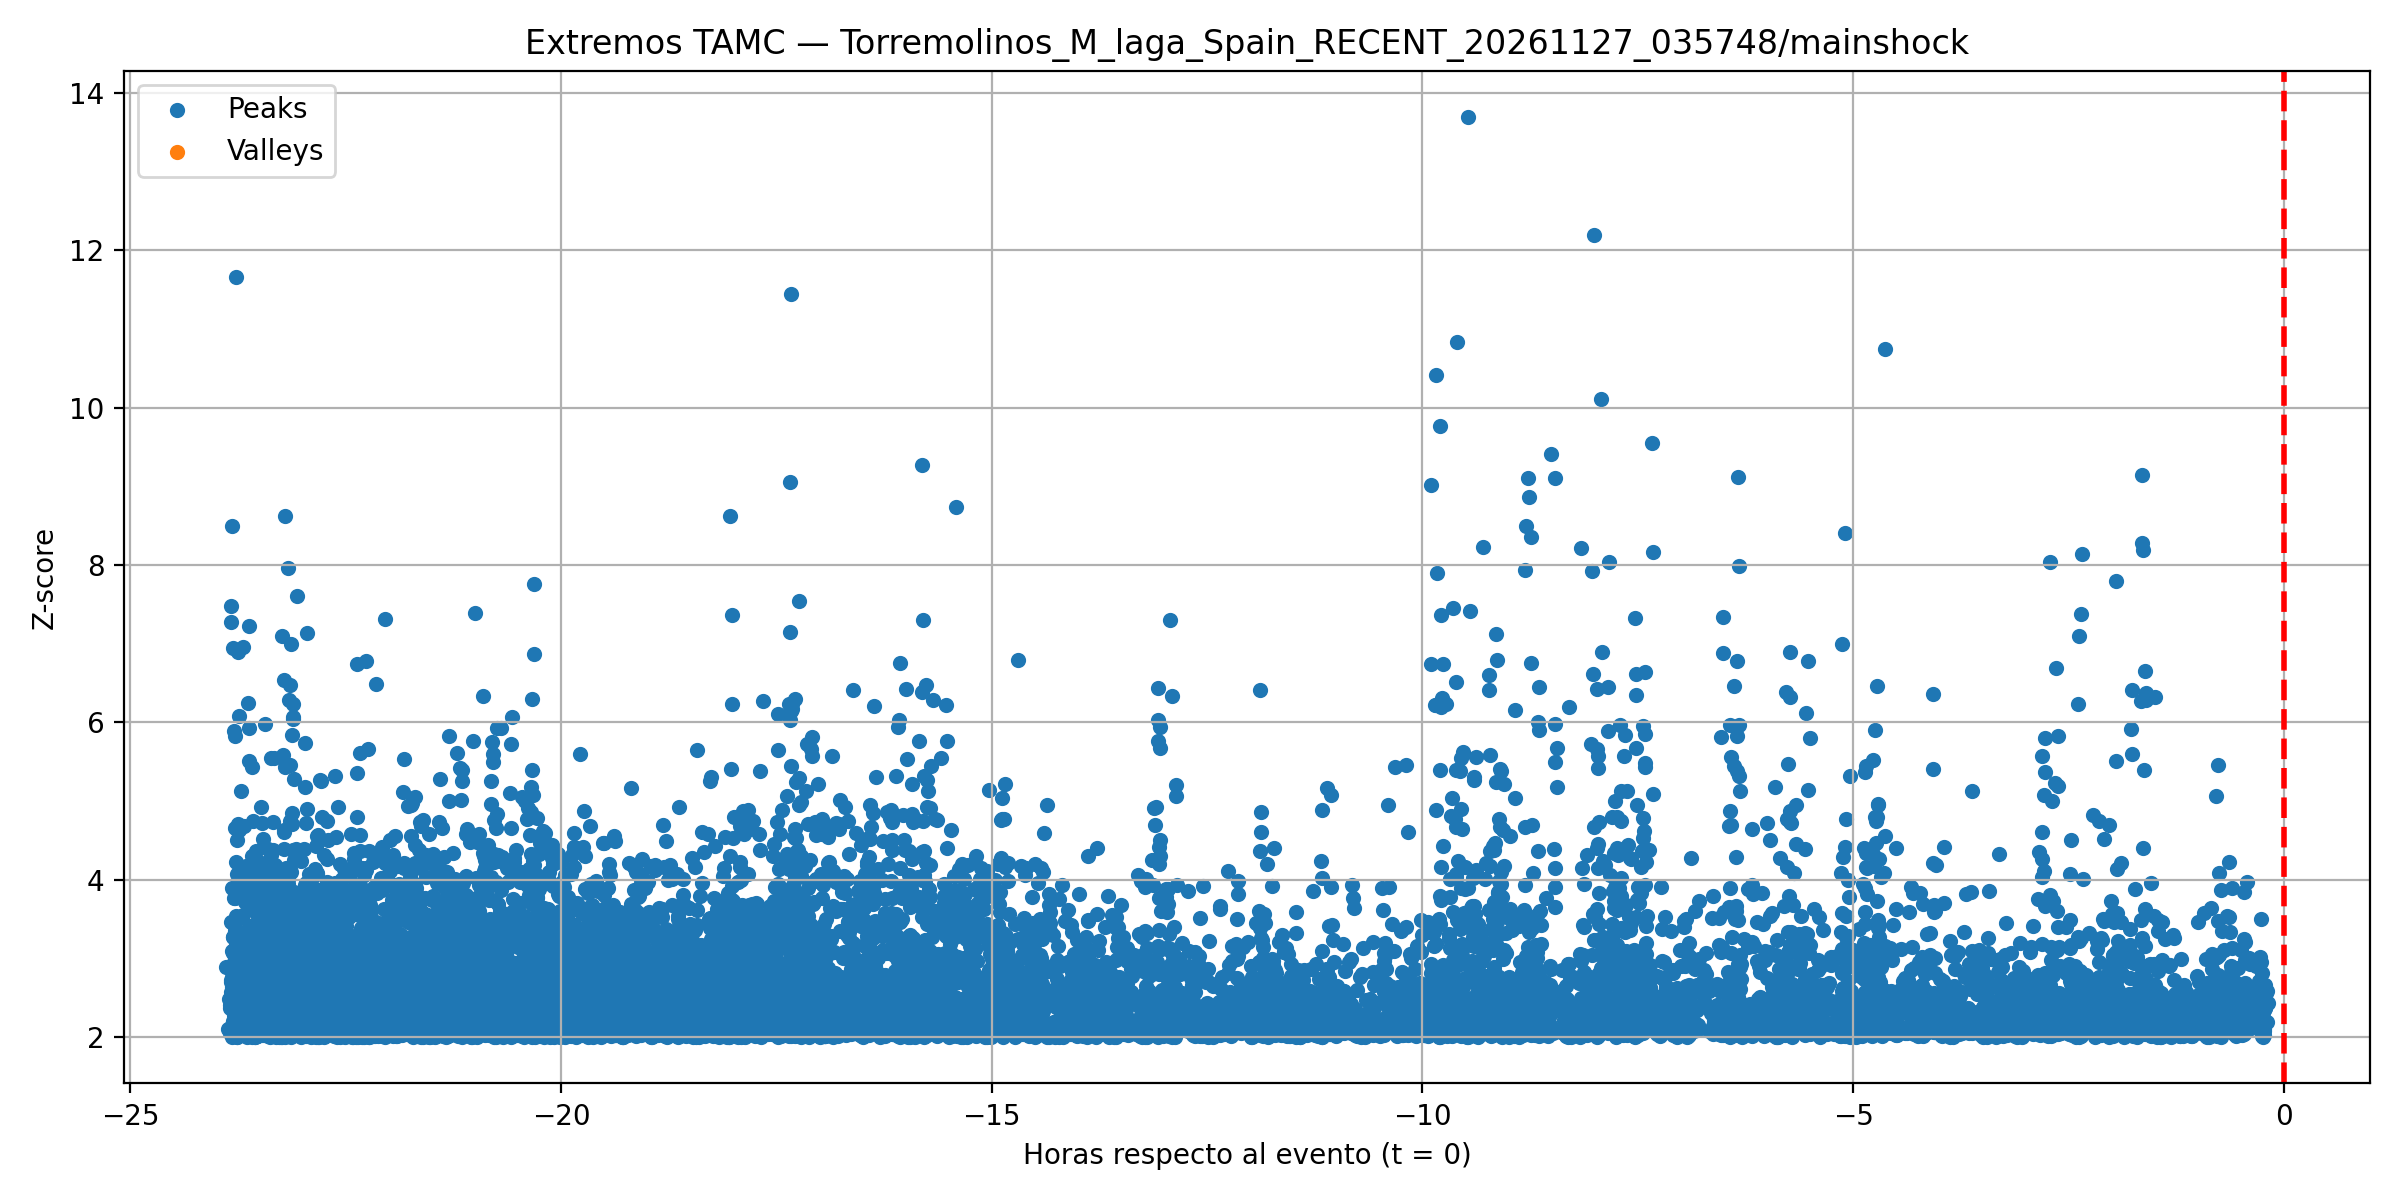 Extremos TAMC — Torremolinos_M_laga_Spain_RECENT_20261127_035748/mainshock
Peaks
Valleys
14
12
10
8
6
4
2
Z-score
−25
−20
−15
−10
−5
0
Horas respecto al evento (t = 0)